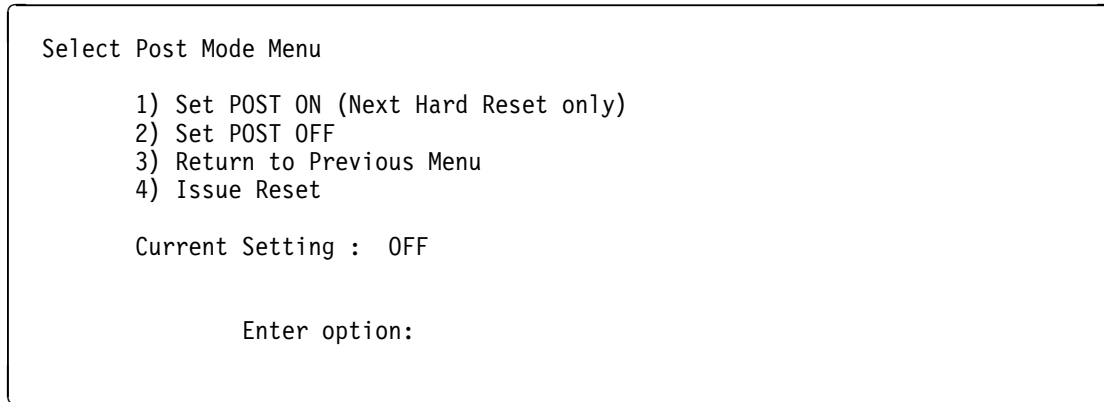 Select Post Mode Menu
1) Set POST ON (Next Hard Reset only)
2) Set POST OFF
3) Return to Previous Menu
4) Issue Reset
Current Setting :  OFF
Enter option: